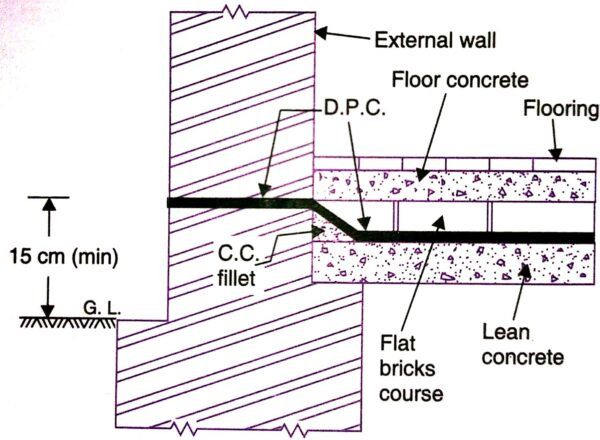 External wall
Floor concrete
D.P.C.
Flooring
15 cm (min)
C.C.
fillet
G. L.
Flat
bricks
course
Lean
concrete